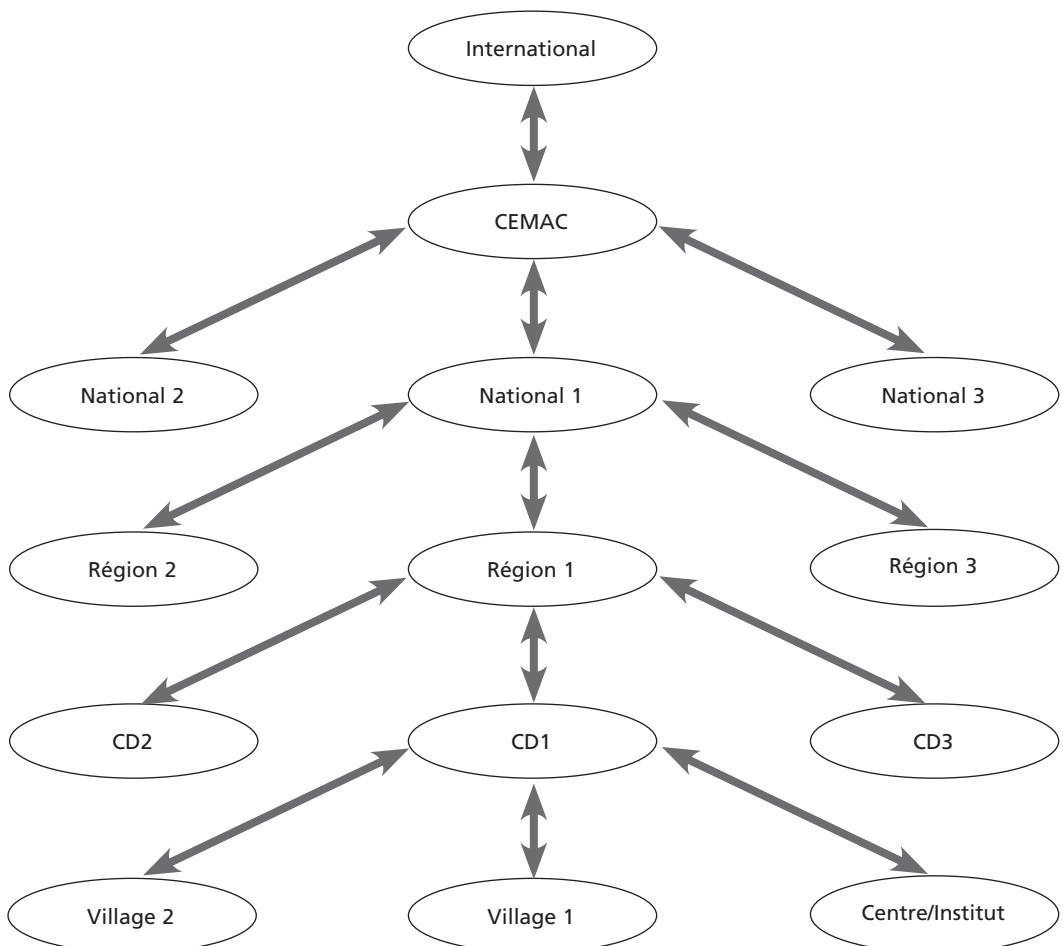 International
CEMAC
National 2
National 1
National 3
Région 2
Région 1
Région 3
CD2
CD1
CD3
Village 2
Village 1
Centre/Institut